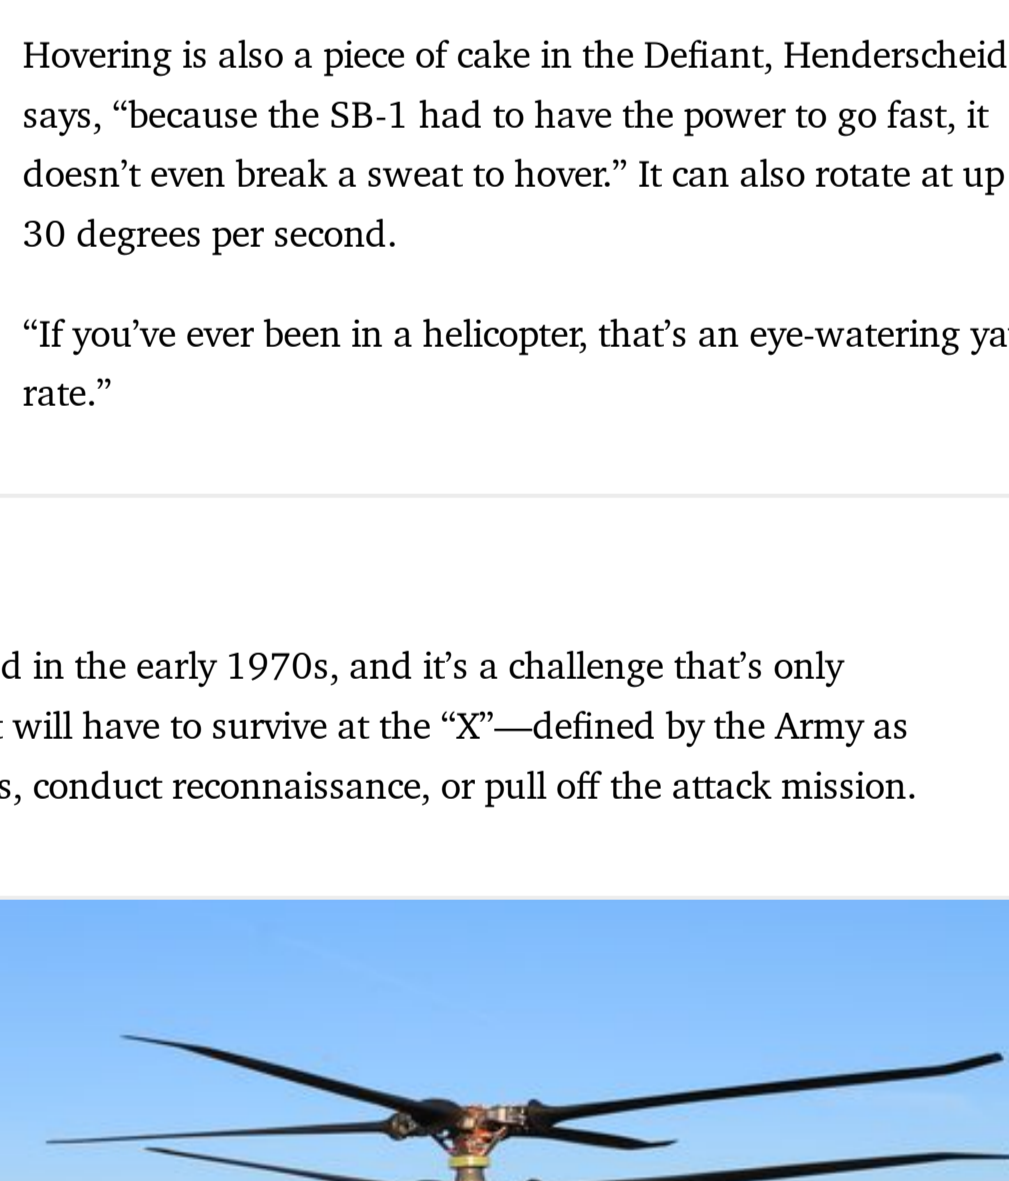 Hovering is also a piece of cake in the Defiant, Henderscheid
says, “because the SB-1 had to have the power to go fast, it
doesn’t even break a sweat to hover.” It can also rotate at up
30 degrees per second.
“If you’ve ever been in a helicopter, that’s an eye-watering
rate.”
in the early 1970s, and it’s a challenge that’s only
will have to survive at the “X”—defined by the Army as
conduct reconnaissance, or pull off the attack mission.